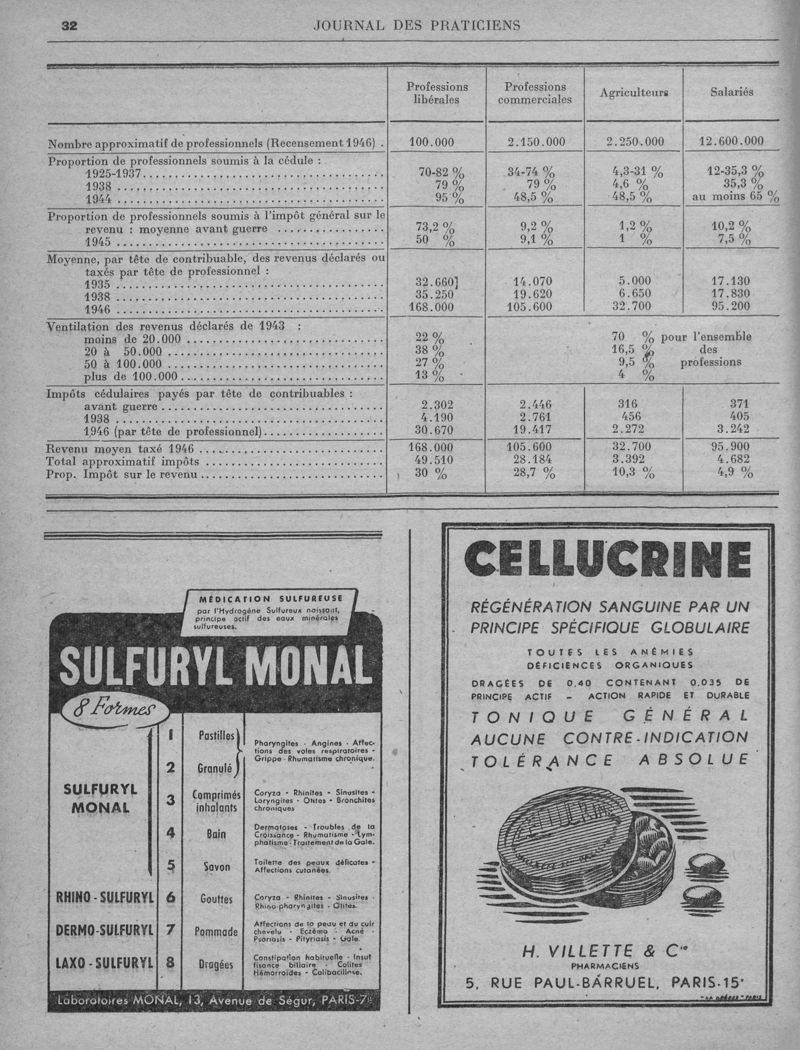 32
JOURNAL DES PRATICIENS
Professions libérales
Professions commerciales
Agriculteurs
Salariés
Nombre approximatif de professionnels (Recensement 1946) . 100.000 2.150.000 2.250.000 12.600.000
Proportion de professionnels soumis à la cédule :
1925-1937 70-82 % 34-74 % 4,3-31 % 12-35,3 %
1938 79 % 79 % 4,6 % 35,3 %
1944 95 % 48,5 % 48,5 % au moins 65 %
Proportion de professionnels soumis à l'impôt général sur le
revenu : moyenne avant guerre 73,2 % 9,2 % 1,2 % 10,2 %
1945 50 % 9,1 % 1 % 7,5 %
Moyenne, par tête de contribuable, des revenus déclarés ou
taxés par tête de professionnel :
1935 32.660] 14.070 5.000 17.130
1938 35.250 19.620 6.650 17.830
1946 168.000 105.600 32.700 95.200
Ventilation des revenus déclarés de 1943 :
moins de 20.000 22 % 70 % pour l'ensemble
20 à 50.000 38 % 16,5 % des
50 à 100.000 27 % 9,5 % professions
plus de 100.000 13 % 4 %
Impôts cédulaires payés par tête de contribuables :
avant guerre 2.302 2.446 316 371
1938 4.190 2.761 456 405
1946 (par tête de professionnel) 30.670 19.417 2.272 3.242
Revenu moyen taxé 1946 168.000 105.600 32.700 95.900
Total approximatif impôts 49.510 28.184 3.392 4.682
Prop. Impôt sur le revenu 30 % 28,7 % 10,3 % 4,9 %
MÉDICATION SULFUREUSE
par l'Hydrogène Sulfureux naissant,
principe actif des eaux minérales
sulfureuses.
SULFURYL MONAL
8 Formes
SULFURYL
MONAL
1 Pastilles
2 Granulé
Pharyngites - Angines - Affec-
tions des voies respiratoires -
Grippe - Rhumatisme chronique.
3 Comprimés
inhalants
Coryza - Rhinites - Sinusites -
Laryngites - Otites - Bronchites
chroniques
4 Bain
Dermatoses - Troubles de la
Croissance - Rhumatisme - Lym-
phatisme - Traitement de la Gale.
5 Savon
Toilette des peaux délicates -
Affections cutanées.
RHINO-SULFURYL 6 Gouttes
Coryza - Rhinites - Sinusites -
Rhino-pharyngites - Otites.
DERMO-SULFURYL 7 Pommade
Affections de la peau et du cuir
chevelu - Eczéma - Acné -
Psoriasis - Pityriasis - Gale.
LAXO-SULFURYL 8 Dragées
Constipation habituelle - Insuf
fisance biliaire - Colites
Hémorroïdes - Colibacillose.
Laboratoires MONAL, 13, Avenue de Ségur, PARIS-7e
CELLUCRINE
RÉGÉNÉRATION SANGUINE PAR UN
PRINCIPE SPÉCIFIQUE GLOBULAIRE
TOUTES LES ANÉMIES
DÉFICIENCES ORGANIQUES
DRAGÉES DE 0.40 CONTENANT 0.035 DE
PRINCIPE ACTIF - ACTION RAPIDE ET DURABLE
TONIQUE GÉNÉRAL
AUCUNE CONTRE-INDICATION
TOLÉRANCE ABSOLUE
H. VILLETTE & Cie
PHARMACIENS
5, RUE PAUL-BARRUEL, PARIS-15e